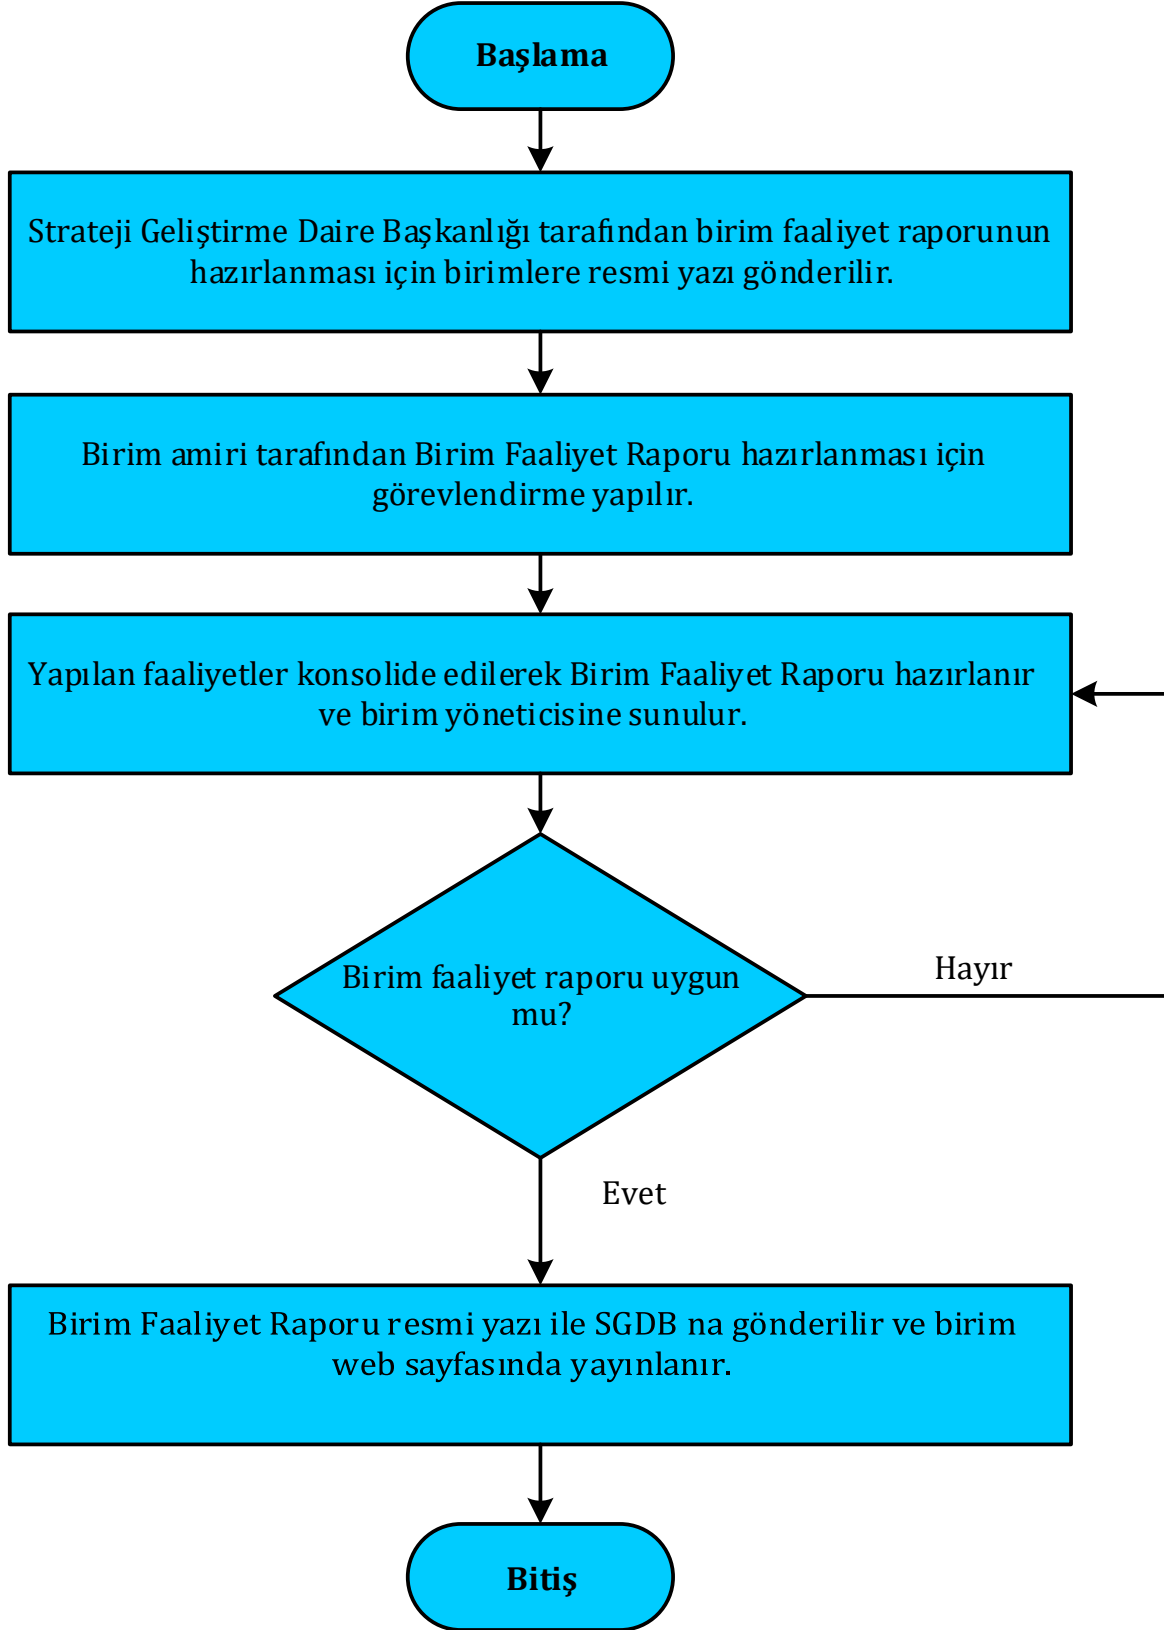 Başlama
Strateji Geliştirme Daire Başkanlığı tarafından birim faaliyet raporunun
hazırlanması için birimlere resmi yazı gönderilir.
Birim amiri tarafından Birim Faaliyet Raporu hazırlanması için
görevlendirme yapılır.
Yapılan faaliyetler konsolide edilerek Birim Faaliyet Raporu hazırlanır
ve birim yöneticisine sunulur.
Birim faaliyet raporu uygun
mu?
Hayır
Evet
Birim Faaliyet Raporu resmi yazı ile SGDB na gönderilir ve birim
web sayfasında yayınlanır.
Bitiş